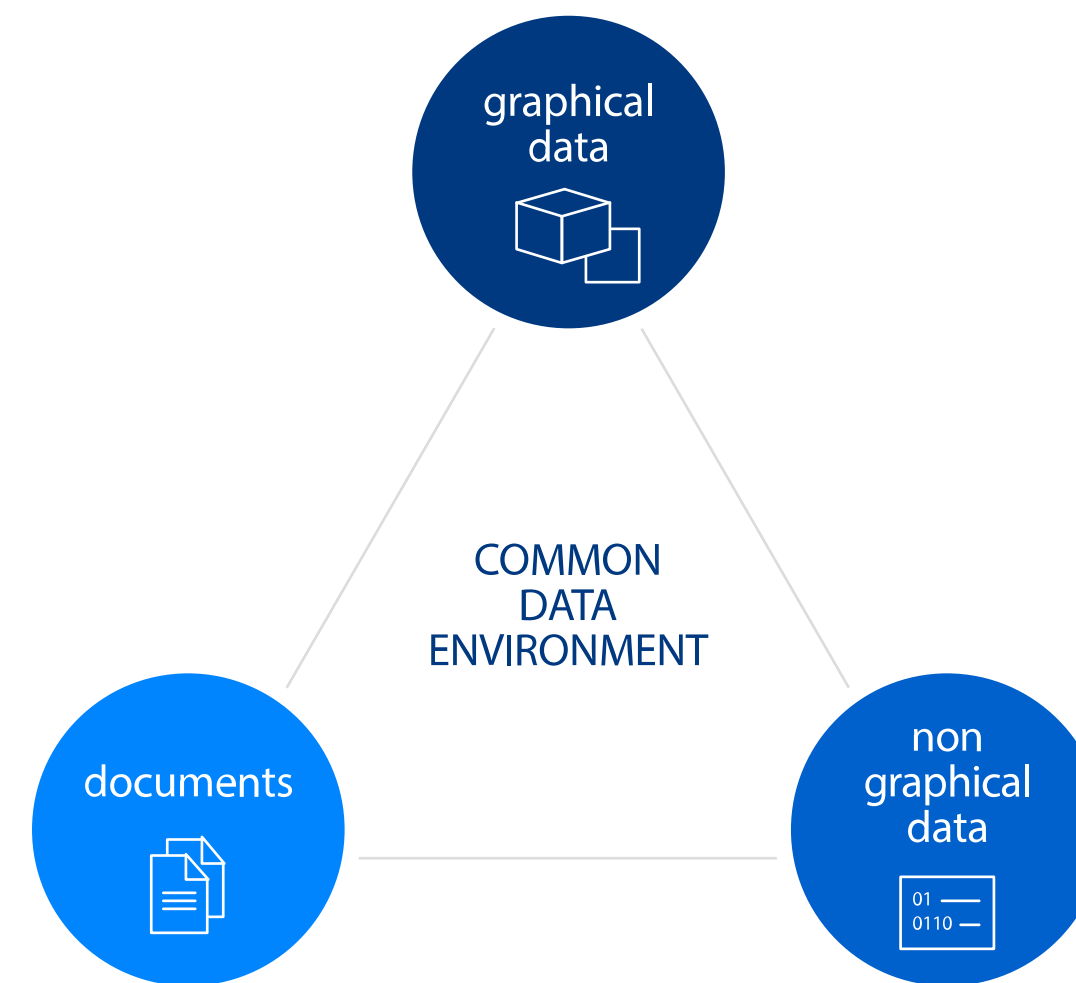 graphical
data
COMMON
DATA
ENVIRONMENT
documents
non
graphical
data
01
0110